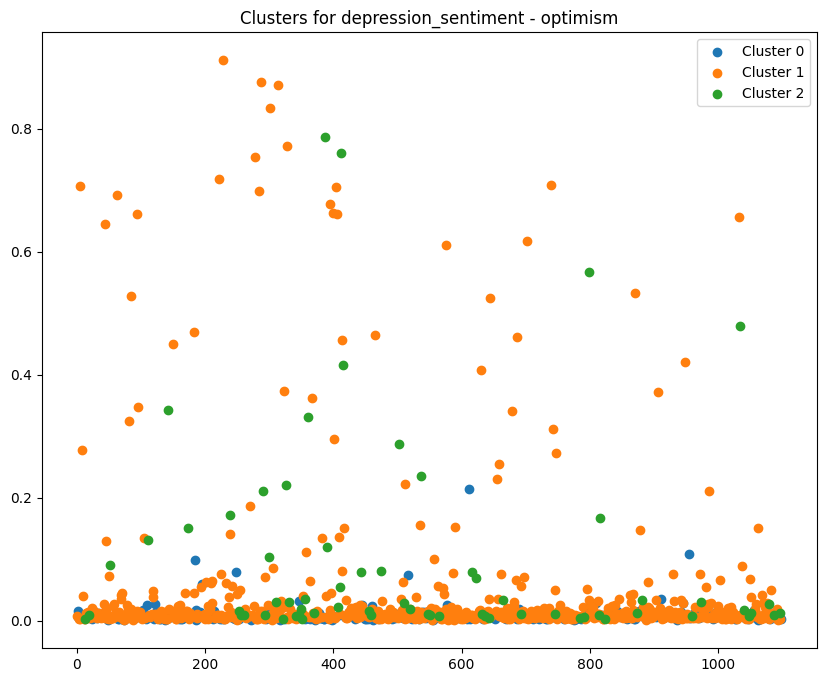 Clusters for depression_sentiment - optimism
Cluster 0
Cluster 1
Cluster 2
0.8
0.6
0.4
0.2
0.0
0 200 400 600 800 1000